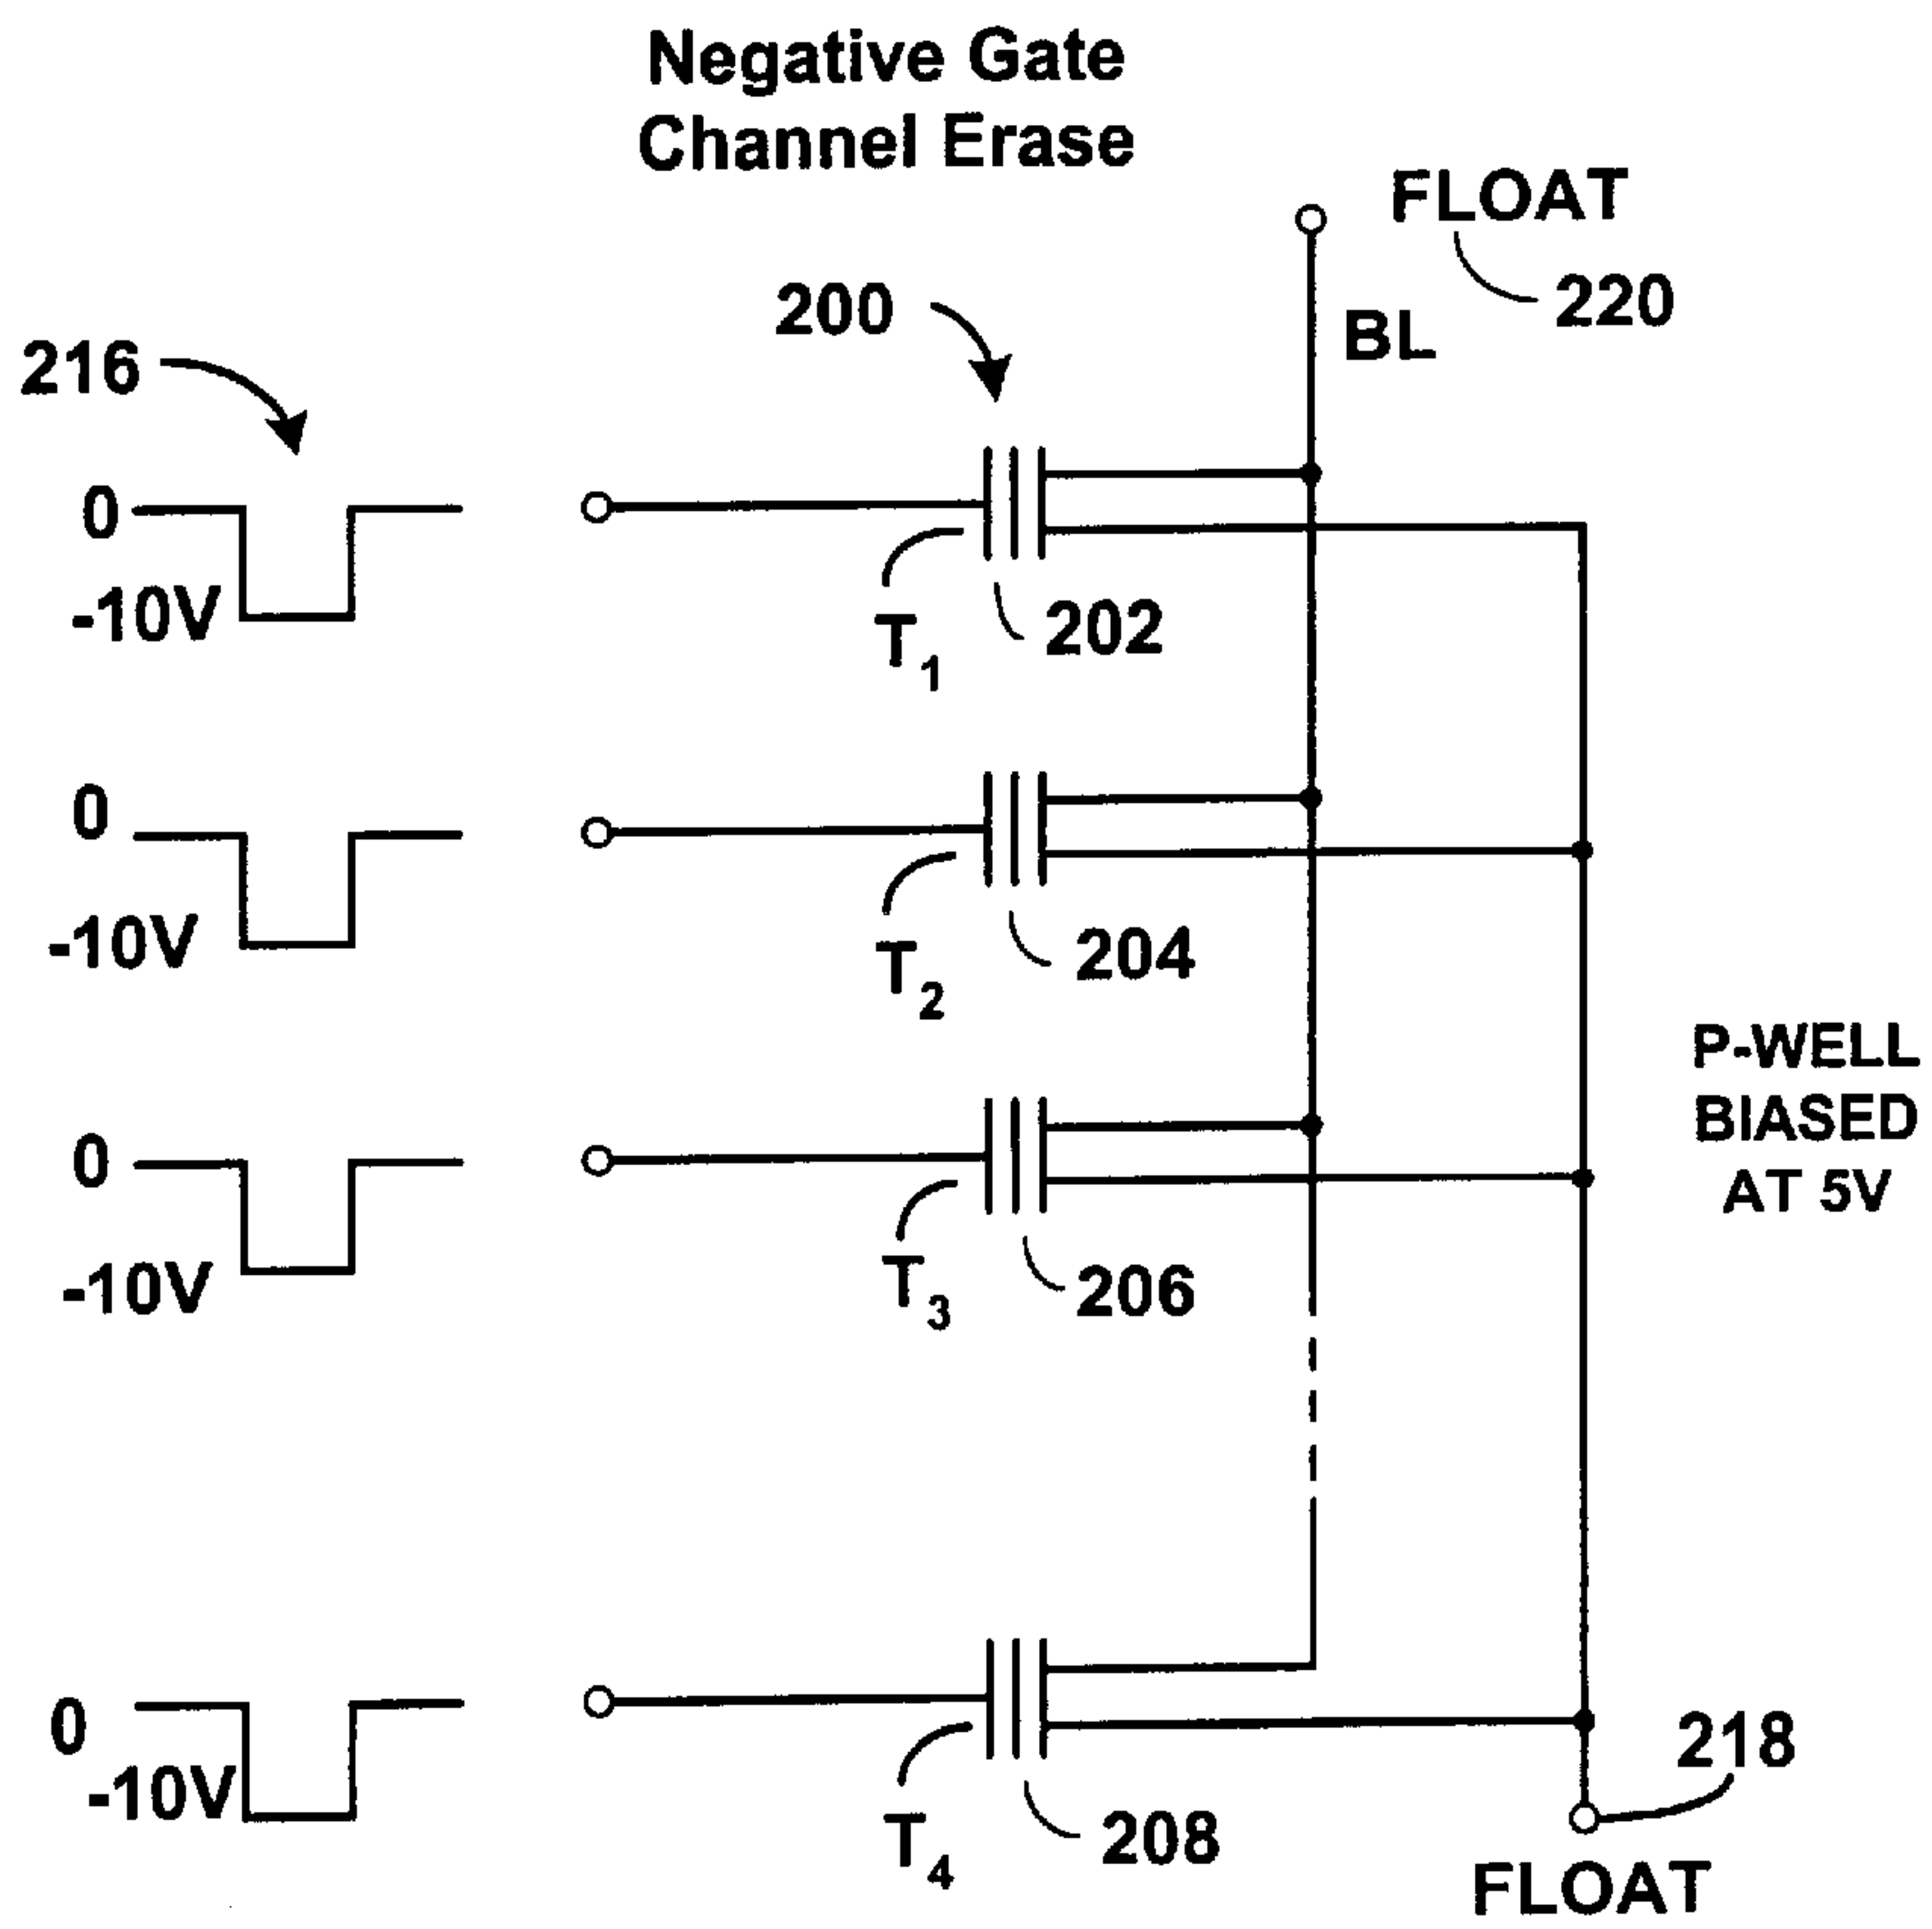 Negative Gate
Channel Erase
FLOAT
220
BL
200
216
0
-10V
T1
202
0
-10V
T2
204
P-WELL
BIASED
AT 5V
0
-10V
T3
206
0
-10V
T4
208
218
FLOAT